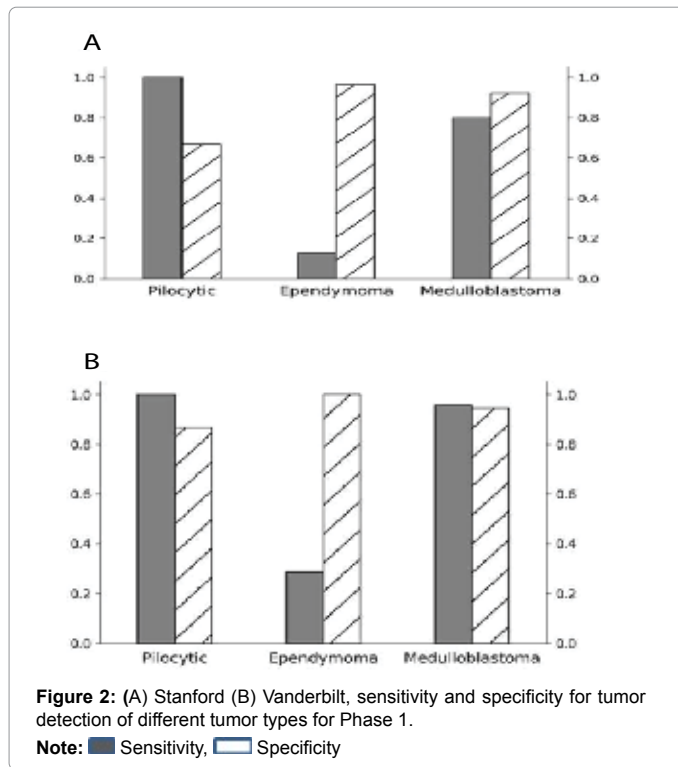 A
1.0 1.0
0.8 0.8
0.6 0.6
0.4 0.4
0.2 0.2
0.0 0.0
Pilocytic Ependymoma Medulloblastoma
B
1.0 1.0
0.8 0.8
0.6 0.6
0.4 0.4
0.2 0.2
0.0 0.0
Pilocytic Ependymoma Medulloblastoma
Figure 2: (A) Stanford (B) Vanderbilt, sensitivity and specificity for tumor
detection of different tumor types for Phase 1.
Note: Sensitivity, Specificity